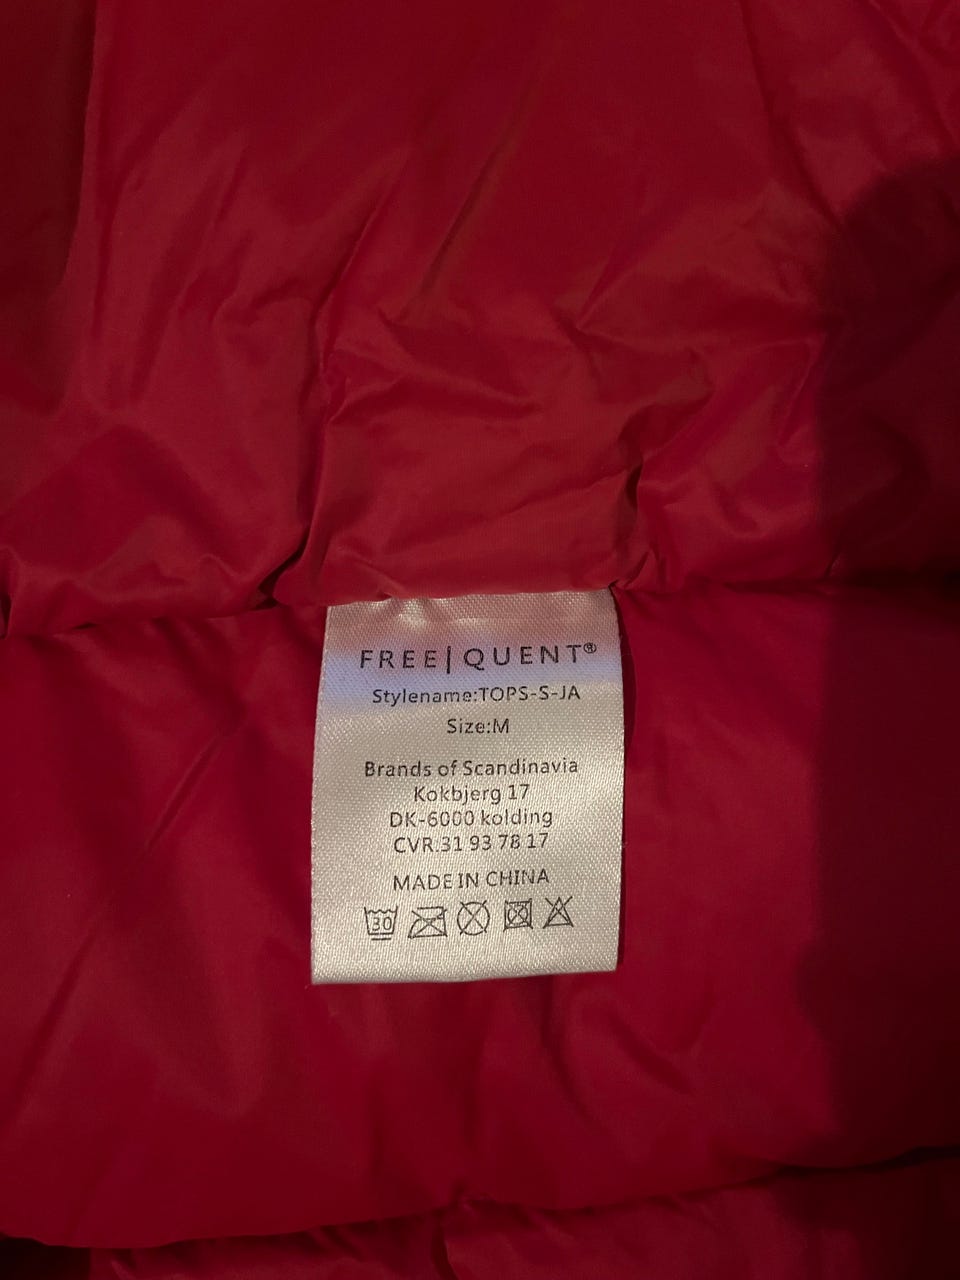 FREE|QUENT®
Stylename:TOPS-S-JA
Size:M
Brands of Scandinavia
Kokbjerg 17
DK-6000 kolding
CVR.31 93 78 17
MADE IN CHINA
30